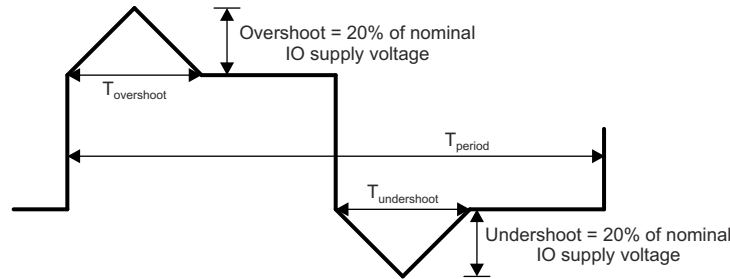 Overshoot = 20% of nominal
IO supply voltage
Tovershoot
Tperiod
Tundershoot
Undershoot = 20% of nominal
IO supply voltage